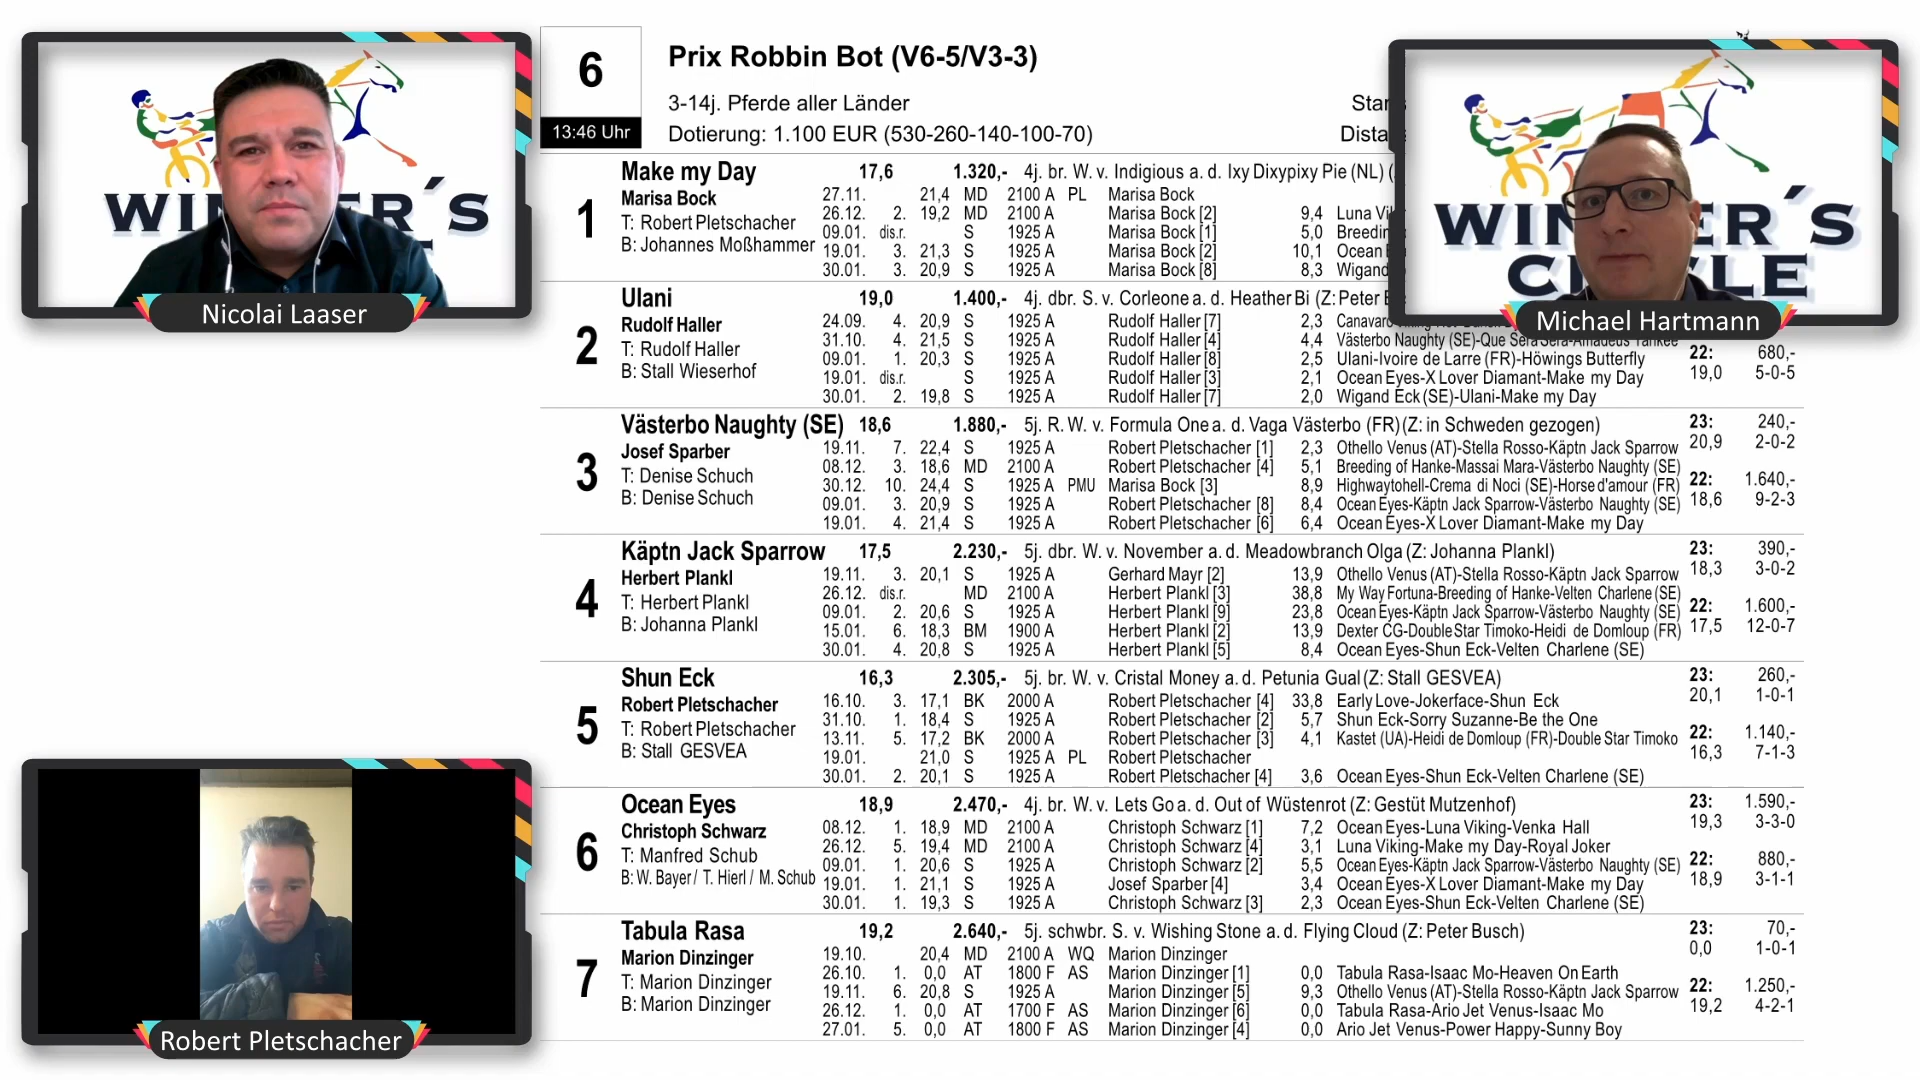 6
13:46 Uhr
Prix Robbin Bot (V6-5/V3-3)
3-14j. Pferde aller Länder
Dotierung: 1.100 EUR (530-260-140-100-70)
Nicolai Laaser
Michael Hartmann
Robert Pletschacher
WINNER´S
CIRCLE
1
Make my Day 17,6 1.320,- 4j. br. W. v. Indigious a. d. Ixy Dixypixy Pie (NL)
Marisa Bock
T: Robert Pletschacher
B: Johannes Moßhammer
27.11. 21,4 MD 2100 A PL Marisa Bock
26.12. 2. 19,2 MD 2100 A Marisa Bock [2] 9,4 Luna
09.01. dis.r. S 1925 A Marisa Bock [1] 5,0
19.01. 3. 21,3 S 1925 A Marisa Bock [2] 10,1 Ocean
30.01. 3. 20,9 S 1925 A Marisa Bock [8] 8,3 Wigand
2
Ulani 19,0 1.400,- 4j. dbr. S. v. Corleone a. d. Heather Bi (Z: Peter
Rudolf Haller
T: Rudolf Haller
B: Stall Wieserhof
24.09. 4. 20,9 S 1925 A Rudolf Haller [7] 2,3
31.10. 4. 21,5 S 1925 A Rudolf Haller [4] 4,4 Västerbo Naughty (SE)-Que Sera Sera-Amadeus Yankee
09.01. 1. 20,3 S 1925 A Rudolf Haller [8] 2,5 Ulani-Ivoire de Larre (FR)-Höwings Butterfly
19.01. dis.r. S 1925 A Rudolf Haller [3] 2,1 Ocean Eyes-X Lover Diamant-Make my Day
30.01. 2. 19,8 S 1925 A Rudolf Haller [7] 2,0 Wigand Eck (SE)-Ulani-Make my Day
22: 680,-
19,0 5-0-5
3
Västerbo Naughty (SE) 18,6 1.880,- 5j. R. W. v. Formula One a. d. Vaga Västerbo (FR) (Z: in Schweden gezogen)
Josef Sparber
T: Denise Schuch
B: Denise Schuch
19.11. 7. 22,4 S 1925 A Robert Pletschacher [1] 2,3 Othello Venus (AT)-Stella Rosso-Käptn Jack Sparrow
08.12. 3. 18,6 MD 2100 A Robert Pletschacher [4] 5,1 Breeding of Hanke-Massai Mara-Västerbo Naughty (SE)
30.12. 10. 24,4 S 1925 A PMU Marisa Bock [3] 8,9 Highwaytohell-Crema di Noci (SE)-Horse d'amour (FR)
09.01. 3. 20,9 S 1925 A Robert Pletschacher [8] 8,4 Ocean Eyes-Käptn Jack Sparrow-Västerbo Naughty (SE)
19.01. 4. 21,4 S 1925 A Robert Pletschacher [6] 6,4 Ocean Eyes-X Lover Diamant-Make my Day
23: 240,-
20,9 2-0-2
22: 1.640,-
18,6 9-2-3
4
Käptn Jack Sparrow 17,5 2.230,- 5j. dbr. W. v. November a. d. Meadowbranch Olga (Z: Johanna Plankl)
Herbert Plankl
T: Herbert Plankl
B: Johanna Plankl
19.11. 3. 20,1 S 1925 A Gerhard Mayr [2] 13,9 Othello Venus (AT)-Stella Rosso-Käptn Jack Sparrow
26.12. dis.r. MD 2100 A Herbert Plankl [3] 38,8 My Way Fortuna-Breeding of Hanke-Velten Charlene (SE)
09.01. 2. 20,6 S 1925 A Herbert Plankl [9] 23,8 Ocean Eyes-Käptn Jack Sparrow-Västerbo Naughty (SE)
15.01. 6. 18,3 BM 1900 A Herbert Plankl [2] 13,9 Dexter CG-Double Star Timoko-Heidi de Domloup (FR)
30.01. 4. 20,8 S 1925 A Herbert Plankl [5] 8,4 Ocean Eyes-Shun Eck-Velten Charlene (SE)
23: 390,-
18,3 3-0-2
22: 1.600,-
17,5 12-0-7
5
Shun Eck 16,3 2.305,- 5j. br. W. v. Cristal Money a. d. Petunia Gual (Z: Stall GESVEA)
Robert Pletschacher
T: Robert Pletschacher
B: Stall GESVEA
16.10. 3. 17,1 BK 2000 A Robert Pletschacher [4] 33,8 Early Love-Jokerface-Shun Eck
31.10. 1. 18,4 S 1925 A Robert Pletschacher [2] 5,7 Shun Eck-Sorry Suzanne-Be the One
13.11. 5. 17,2 BK 2000 A Robert Pletschacher [3] 4,1 Kastet (UA)-Heidi de Domloup (FR)-Double Star Timoko
19.01. 21,0 S 1925 A PL Robert Pletschacher
30.01. 2. 20,1 S 1925 A Robert Pletschacher [4] 3,6 Ocean Eyes-Shun Eck-Velten Charlene (SE)
23: 260,-
20,1 1-0-1
22: 1.140,-
16,3 7-1-3
6
Ocean Eyes 18,9 2.470,- 4j. br. W. v. Lets Go a. d. Out of Wüstenrot (Z: Gestüt Mutzenhof)
Christoph Schwarz
T: Manfred Schub
B: W. Bayer / T. Hierl / M. Schub
08.12. 1. 18,9 MD 2100 A Christoph Schwarz [1] 7,2 Ocean Eyes-Luna Viking-Venka Hall
26.12. 5. 19,4 MD 2100 A Christoph Schwarz [4] 3,1 Luna Viking-Make my Day-Royal Joker
09.01. 1. 20,6 S 1925 A Christoph Schwarz [2] 5,5 Ocean Eyes-Käptn Jack Sparrow-Västerbo Naughty (SE)
19.01. 1. 21,1 S 1925 A Josef Sparber [4] 3,4 Ocean Eyes-X Lover Diamant-Make my Day
30.01. 1. 19,3 S 1925 A Christoph Schwarz [3] 2,3 Ocean Eyes-Shun Eck-Velten Charlene (SE)
23: 1.590,-
19,3 3-3-0
22: 880,-
18,9 3-1-1
7
Tabula Rasa 19,2 2.640,- 5j. schwbr. S. v. Wishing Stone a. d. Flying Cloud (Z: Peter Busch)
Marion Dinzinger
T: Marion Dinzinger
B: Marion Dinzinger
19.10. 20,4 MD 2100 A WQ Marion Dinzinger
26.10. 1. 0,0 AT 1800 F AS Marion Dinzinger [1] 0,0 Tabula Rasa-Isaac Mo-Heaven On Earth
19.11. 6. 20,8 S 1925 A Marion Dinzinger [5] 9,3 Othello Venus (AT)-Stella Rosso-Käptn Jack Sparrow
26.12. 1. 0,0 AT 1700 F AS Marion Dinzinger [6] 0,0 Tabula Rasa-Ario Jet Venus-Isaac Mo
27.01. 5. 0,0 AT 1800 F AS Marion Dinzinger [4] 0,0 Ario Jet Venus-Power Happy-Sunny Boy
23: 70,-
0,0 1-0-1
22: 1.250,-
19,2 4-2-1